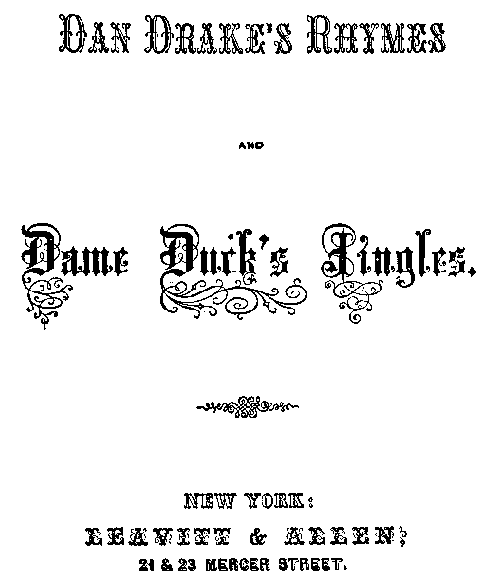 DAN DRAKE'S RHYMES
AND
Dame Duck's Jingles.
NEW YORK:
LEAVITT & ALLEN,
21 & 23 MERCER STREET.